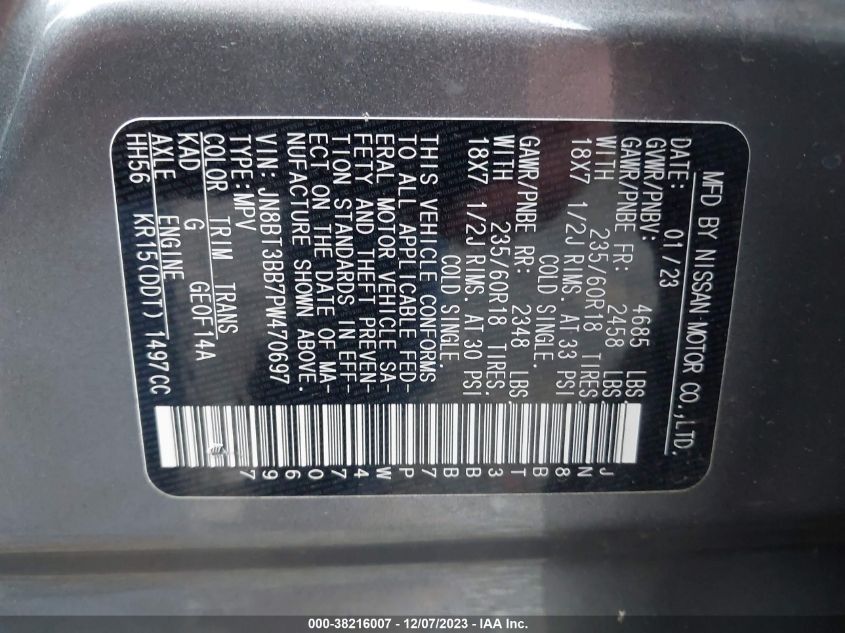 MFD BY NISSAN MOTOR CO.,LTD.
DATE: 01/23
GVWR/PNBV: 4685 LBS.
GAWR/PNBE FR: 2458 LBS.
WITH 235/60R18 TIRES,
18X7 1/2J RIMS. AT 33 PSI
COLD SINGLE.
GAWR/PNBE RR: 2348 LBS.
WITH 235/60R18 TIRES:
18X7 1/2J RIMS. AT 30 PSI
COLD SINGLE.
THIS VEHICLE CONFORMS
TO ALL APPLICABLE FED-
ERAL MOTOR VEHICLE SA-
FETY AND THEFT PREVEN-
TION STANDARDS IN EFF-
ECT ON THE DATE OF MA-
NUFACTURE SHOWN ABOVE.
VIN: JN8BT3BB7PW470697
TYPE: MPV
COLOR TRIM TRANS
KAD G GE0F14A
AXLE ENGINE
HH56 KR15(DDT) 1497CC
JN8BT3BB7PW470697
000-38216007 - 12/07/2023 - © IAA Inc.